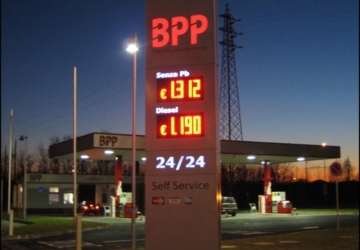 BPP
Senza Pb
€ 1.312
Diesel
€ 1.190
24/24
Self Service
BPP